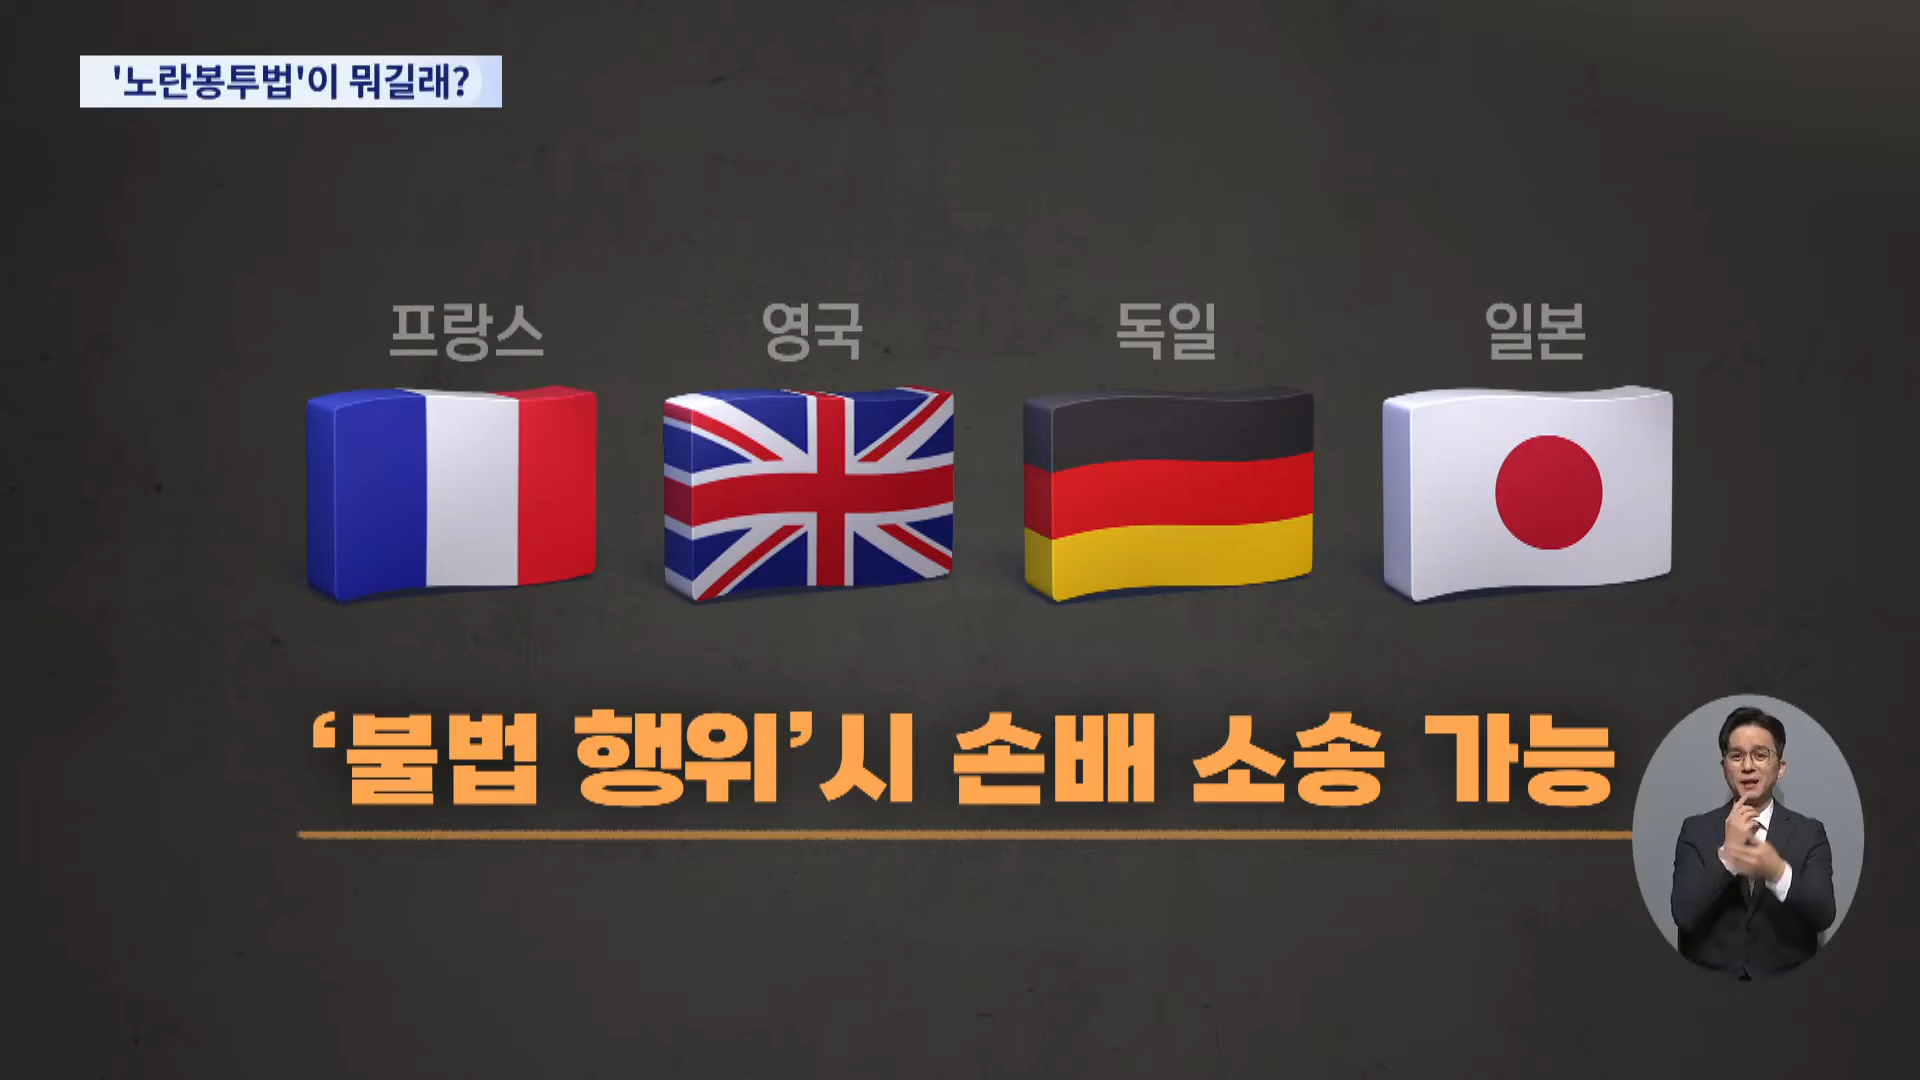 '노란봉투법'이 뭐길래?
프랑스 영국 독일 일본
‘불법 행위’시 손배 소송 가능